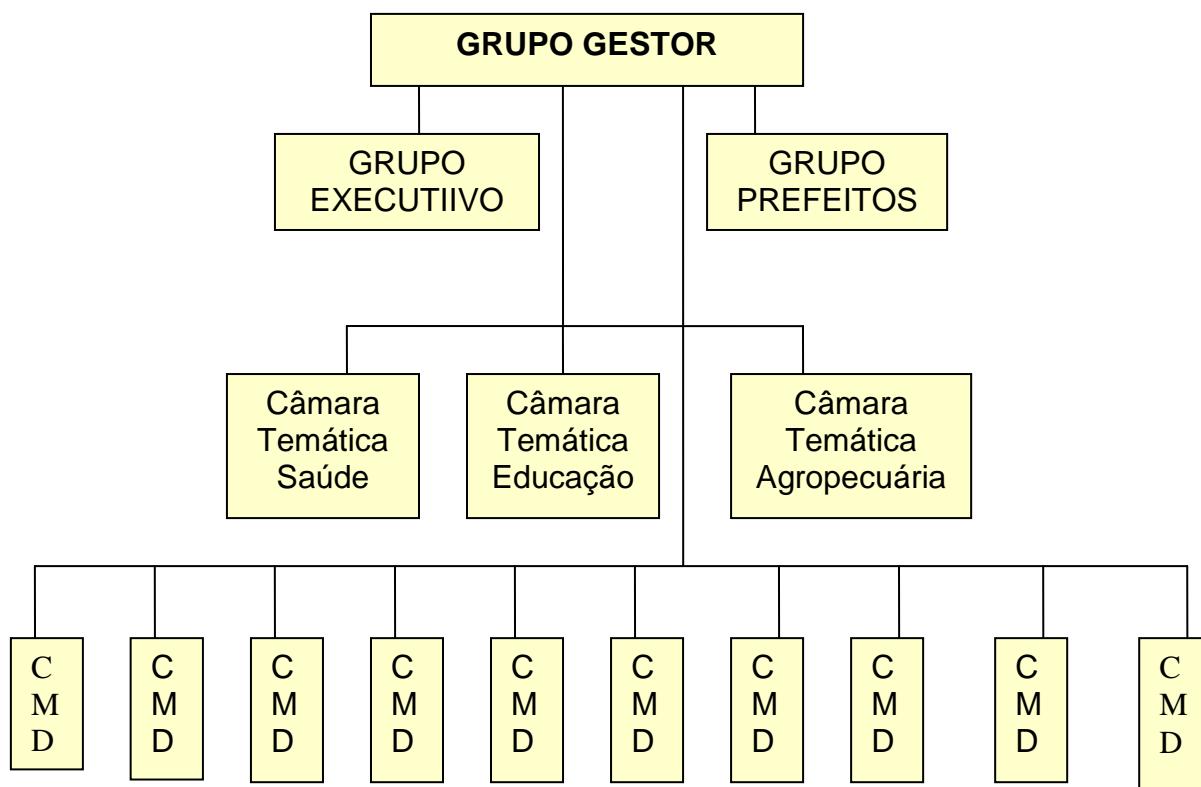 GRUPO GESTOR
GRUPO
EXECUTIIVO
GRUPO
PREFEITOS
Câmara
Temática
Saúde
Câmara
Temática
Educação
Câmara
Temática
Agropecuária
C
M
D
C
M
D
C
M
D
C
M
D
C
M
D
C
M
D
C
M
D
C
M
D
C
M
D
C
M
D